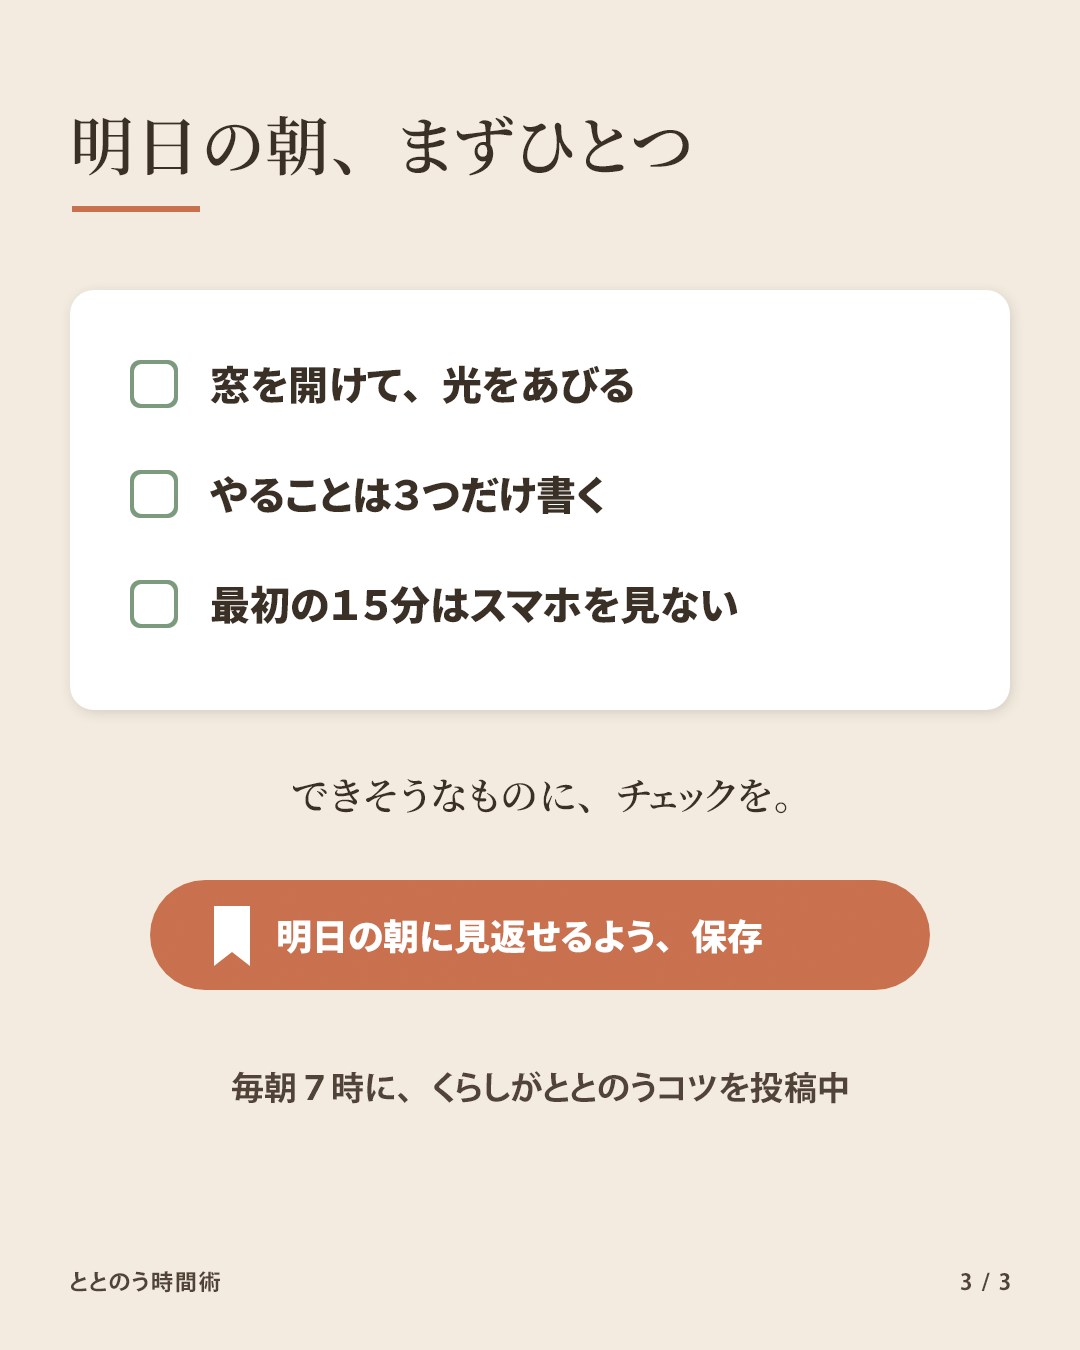 明日の朝、まずひとつ
窓を開けて、光をあびる
やることは3つだけ書く
最初の15分はスマホを見ない
できそうなものに、チェックを。
明日の朝に見返せるよう、保存
毎朝7時に、くらしがととのうコツを投稿中
ととのう時間術
3 / 3